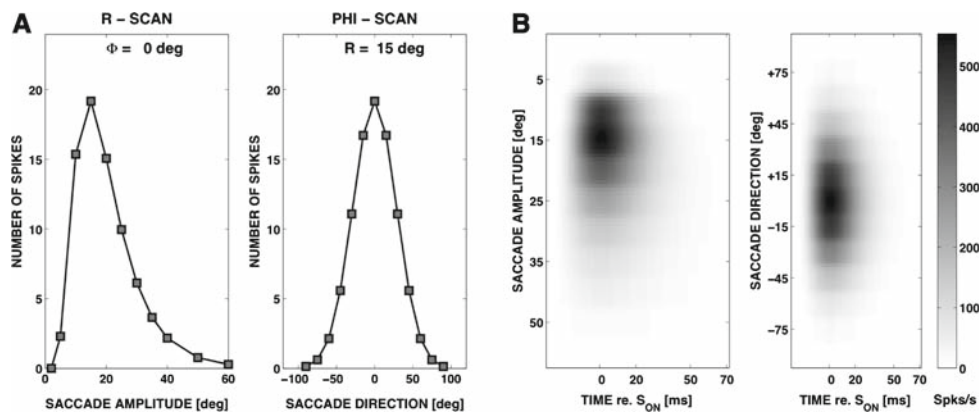 A
R – SCAN
Φ = 0 deg
NUMBER OF SPIKES
20
15
10
5
0
0 20 40 60
SACCADE AMPLITUDE [deg]
PHI – SCAN
R = 15 deg
NUMBER OF SPIKES
20
15
10
5
0
−100 −50 0 50 100
SACCADE DIRECTION [deg]
B
SACCADE AMPLITUDE [deg]
5
15
25
35
50
0 20 70
TIME re. SON [ms]
SACCADE DIRECTION [deg]
+75
+45
+15
−15
−45
−75
0 20 70
TIME re. SON [ms]
500
400
300
200
100
0
Spks/s